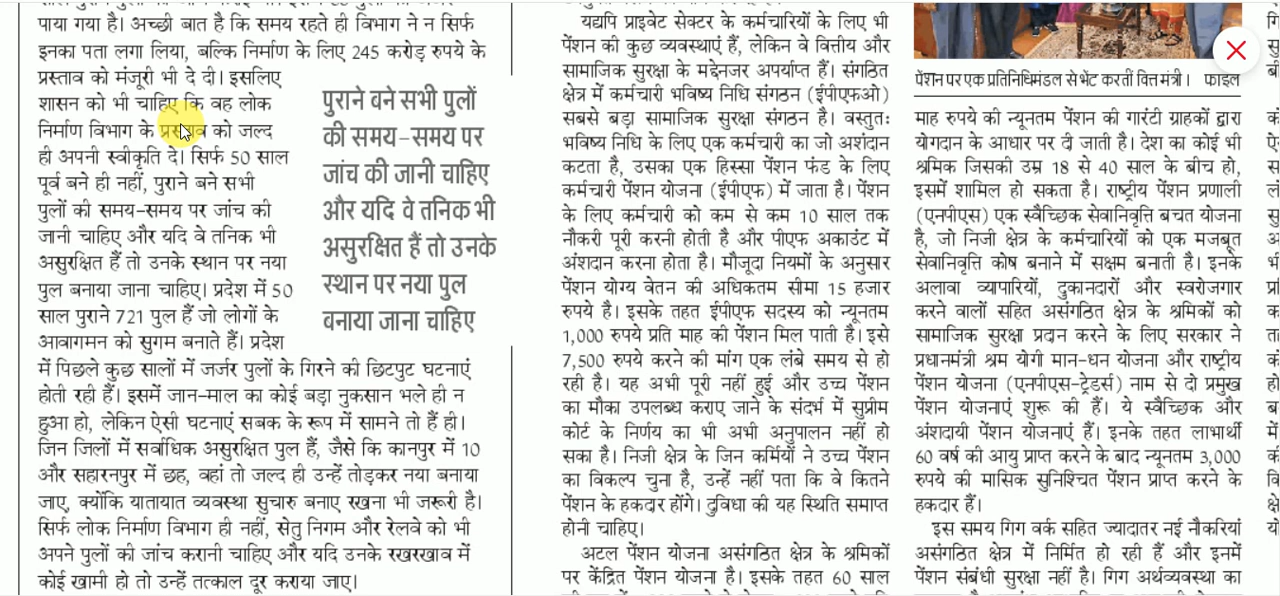 पाया गया है। अच्छी बात है कि समय रहते ही विभाग ने न सिर्फ
इनका पता लगा लिया, बल्कि निर्माण के लिए 245 करोड़ रुपये के
प्रस्ताव को मंजूरी भी दे दी। इसलिए
शासन को भी चाहिए कि वह लोक
निर्माण विभाग के प्रस्ताव को जल्द
ही अपनी स्वीकृति दे। सिर्फ 50 साल
पूर्व बने ही नहीं, पुराने बने सभी
पुलों की समय-समय पर जांच की
जानी चाहिए और यदि वे तनिक भी
असुरक्षित हैं तो उनके स्थान पर नया
पुल बनाया जाना चाहिए। प्रदेश में 50
साल पुराने 721 पुल हैं जो लोगों के
आवागमन को सुगम बनाते हैं। प्रदेश
में पिछले कुछ सालों में जर्जर पुलों के गिरने की छिटपुट घटनाएं
होती रही हैं। इसमें जान-माल का कोई बड़ा नुकसान भले ही न
हुआ हो, लेकिन ऐसी घटनाएं सबक के रूप में सामने तो हैं ही।
जिन जिलों में सर्वाधिक असुरक्षित पुल हैं, जैसे कि कानपुर में 10
और सहारनपुर में छह, वहां तो जल्द ही उन्हें तोड़कर नया बनाया
जाए, क्योंकि यातायात व्यवस्था सुचारु बनाए रखना भी जरूरी है।
सिर्फ लोक निर्माण विभाग ही नहीं, सेतु निगम और रेलवे को भी
अपने पुलों की जांच करानी चाहिए और यदि उनके रखरखाव में
कोई खामी हो तो उन्हें तत्काल दूर कराया जाए।
पुराने बने सभी पुलों
की समय-समय पर
जांच की जानी चाहिए
और यदि वे तनिक भी
असुरक्षित हैं तो उनके
स्थान पर नया पुल
बनाया जाना चाहिए
यद्यपि प्राइवेट सेक्टर के कर्मचारियों के लिए भी
पेंशन की कुछ व्यवस्थाएं हैं, लेकिन वे वित्तीय और
सामाजिक सुरक्षा के मद्देनजर अपर्याप्त हैं। संगठित
क्षेत्र में कर्मचारी भविष्य निधि संगठन (ईपीएफओ)
सबसे बड़ा सामाजिक सुरक्षा संगठन है। वस्तुतः
भविष्य निधि के लिए एक कर्मचारी का जो अशंदान
कटता है, उसका एक हिस्सा पेंशन फंड के लिए
कर्मचारी पेंशन योजना (ईपीएफ) में जाता है। पेंशन
के लिए कर्मचारी को कम से कम 10 साल तक
नौकरी पूरी करनी होती है और पीएफ अकाउंट में
अंशदान करना होता है। मौजूदा नियमों के अनुसार
पेंशन योग्य वेतन की अधिकतम सीमा 15 हजार
रुपये है। इसके तहत ईपीएफ सदस्य को न्यूनतम
1,000 रुपये प्रति माह की पेंशन मिल पाती है। इसे
7,500 रुपये करने की मांग एक लंबे समय से हो
रही है। यह अभी पूरी नहीं हुई और उच्च पेंशन
का मौका उपलब्ध कराए जाने के संदर्भ में सुप्रीम
कोर्ट के निर्णय का भी अभी अनुपालन नहीं हो
सका है। निजी क्षेत्र के जिन कर्मियों ने उच्च पेंशन
का विकल्प चुना है, उन्हें नहीं पता कि वे कितने
पेंशन के हकदार होंगे। दुविधा की यह स्थिति समाप्त
होनी चाहिए।
अटल पेंशन योजना असंगठित क्षेत्र के श्रमिकों
पर केंद्रित पेंशन योजना है। इसके तहत 60 साल
पेंशन पर एक प्रतिनिधिमंडल से भेंट करतीं वित्त मंत्री। फाइल
माह रुपये की न्यूनतम पेंशन की गारंटी ग्राहकों द्वारा
योगदान के आधार पर दी जाती है। देश का कोई भी
श्रमिक जिसकी उम्र 18 से 40 साल के बीच हो,
इसमें शामिल हो सकता है। राष्ट्रीय पेंशन प्रणाली
(एनपीएस) एक स्वैच्छिक सेवानिवृत्ति बचत योजना
है, जो निजी क्षेत्र के कर्मचारियों को एक मजबूत
सेवानिवृत्ति कोष बनाने में सक्षम बनाती है। इनके
अलावा व्यापारियों, दुकानदारों और स्वरोजगार
करने वालों सहित असंगठित क्षेत्र के श्रमिकों को
सामाजिक सुरक्षा प्रदान करने के लिए सरकार ने
प्रधानमंत्री श्रम योगी मान-धन योजना और राष्ट्रीय
पेंशन योजना (एनपीएस-ट्रेडर्स) नाम से दो प्रमुख
पेंशन योजनाएं शुरू की हैं। ये स्वैच्छिक और
अंशदायी पेंशन योजनाएं हैं। इनके तहत लाभार्थी
60 वर्ष की आयु प्राप्त करने के बाद न्यूनतम 3,000
रुपये की मासिक सुनिश्चित पेंशन प्राप्त करने के
हकदार हैं।
इस समय गिग वर्क सहित ज्यादातर नई नौकरियां
असंगठित क्षेत्र में निर्मित हो रही हैं और इनमें
पेंशन संबंधी सुरक्षा नहीं है। गिग अर्थव्यवस्था का